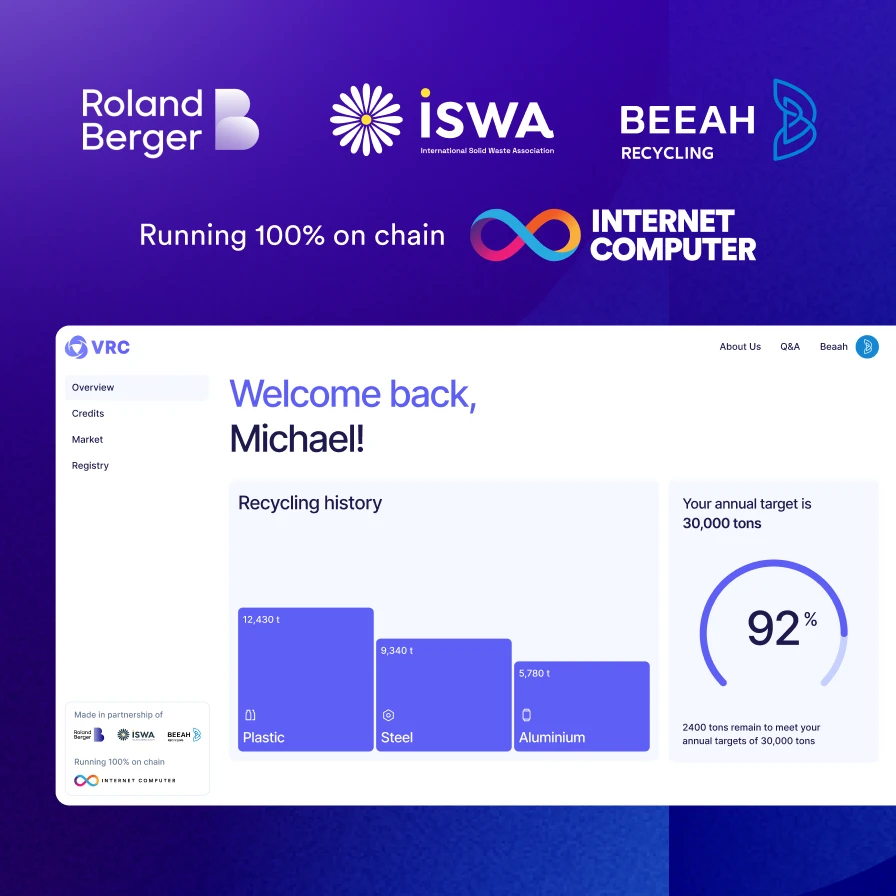 Roland
Berger
iSWA
International Solid Waste Association
BEEAH
RECYCLING
Running 100% on chain
INTERNET
COMPUTER
VRC
About Us
Q&A
Beaah
Overview
Credits
Market
Registry
Welcome back,
Michael!
Recycling history
12,430 t
Plastic
9,340 t
Steel
5,780 t
Aluminium
Your annual target is
30,000 tons
92%
2400 tons remain to meet your
annual targets of 30,000 tons
Made in partnership of
Roland
Berger
ISWA
BEEAH
RECYCLING
Running 100% on chain
INTERNET COMPUTER